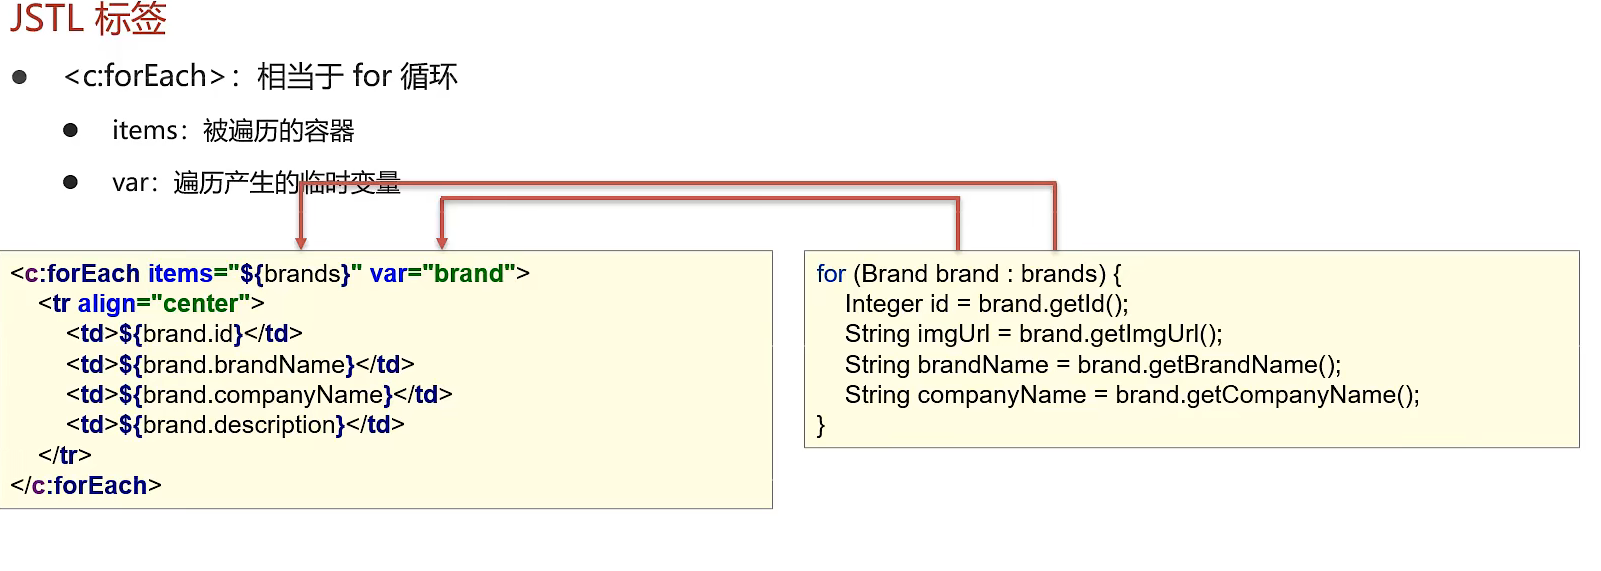 JSTL 标签
<c:forEach>：相当于 for 循环
items：被遍历的容器
var：遍历产生的临时变量
<c:forEach items="${brands}" var="brand">
<tr align="center">
<td>${brand.id}</td>
<td>${brand.brandName}</td>
<td>${brand.companyName}</td>
<td>${brand.description}</td>
</tr>
</c:forEach>
for (Brand brand : brands) {
Integer id = brand.getId();
String imgUrl = brand.getImgUrl();
String brandName = brand.getBrandName();
String companyName = brand.getCompanyName();
}